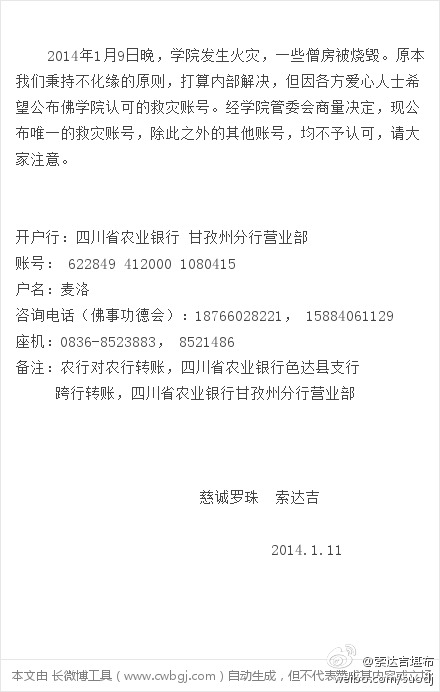 2014年1月9日晚，学院发生火灾，一些僧房被烧毁。原本
我们秉持不化缘的原则，打算内部解决，但因各方爱心人士希
望公布佛学院认可的救灾账号。经学院管委会商量决定，现公
布唯一的救灾账号，除此之外的其他账号，均不予认可，请大
家注意。
开户行：四川省农业银行 甘孜州分行营业部
账号： 622849 412000 1080415
户名：麦洛
咨询电话（佛事功德会）：18766028221， 15884061129
座机：0836-8523883， 8521486
备注：农行对农行转账，四川省农业银行色达县支行
跨行转账，四川省农业银行甘孜州分行营业部
慈诚罗珠 索达吉
2014.1.11
@索达吉堪布
weibo.com/suodj
本文由 长微博工具（www.cwbgj.com）自动生成，但不代表赞成其内容或立场